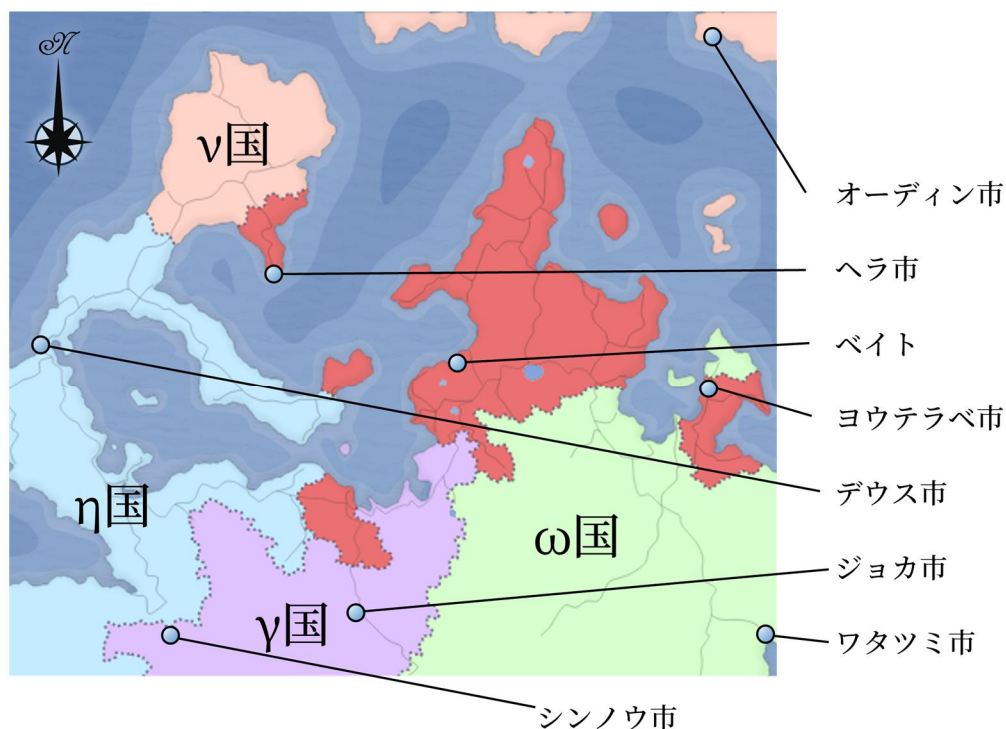 N
オーディン市
ν国
ヘラ市
ベイト
ヨウテラベ市
デウス市
η国
ω国
ジョカ市
γ国
ワタツミ市
シンノウ市